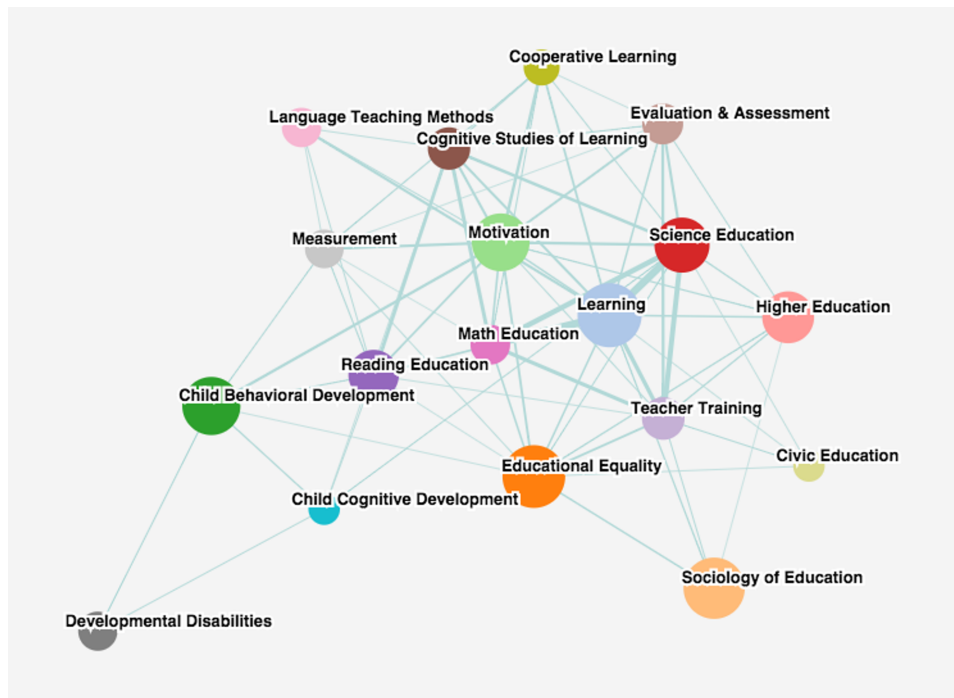 Cooperative Learning
Language Teaching Methods
Evaluation & Assessment
Cognitive Studies of Learning
Measurement
Motivation
Science Education
Learning
Higher Education
Math Education
Reading Education
Child Behavioral Development
Teacher Training
Educational Equality
Civic Education
Child Cognitive Development
Sociology of Education
Developmental Disabilities